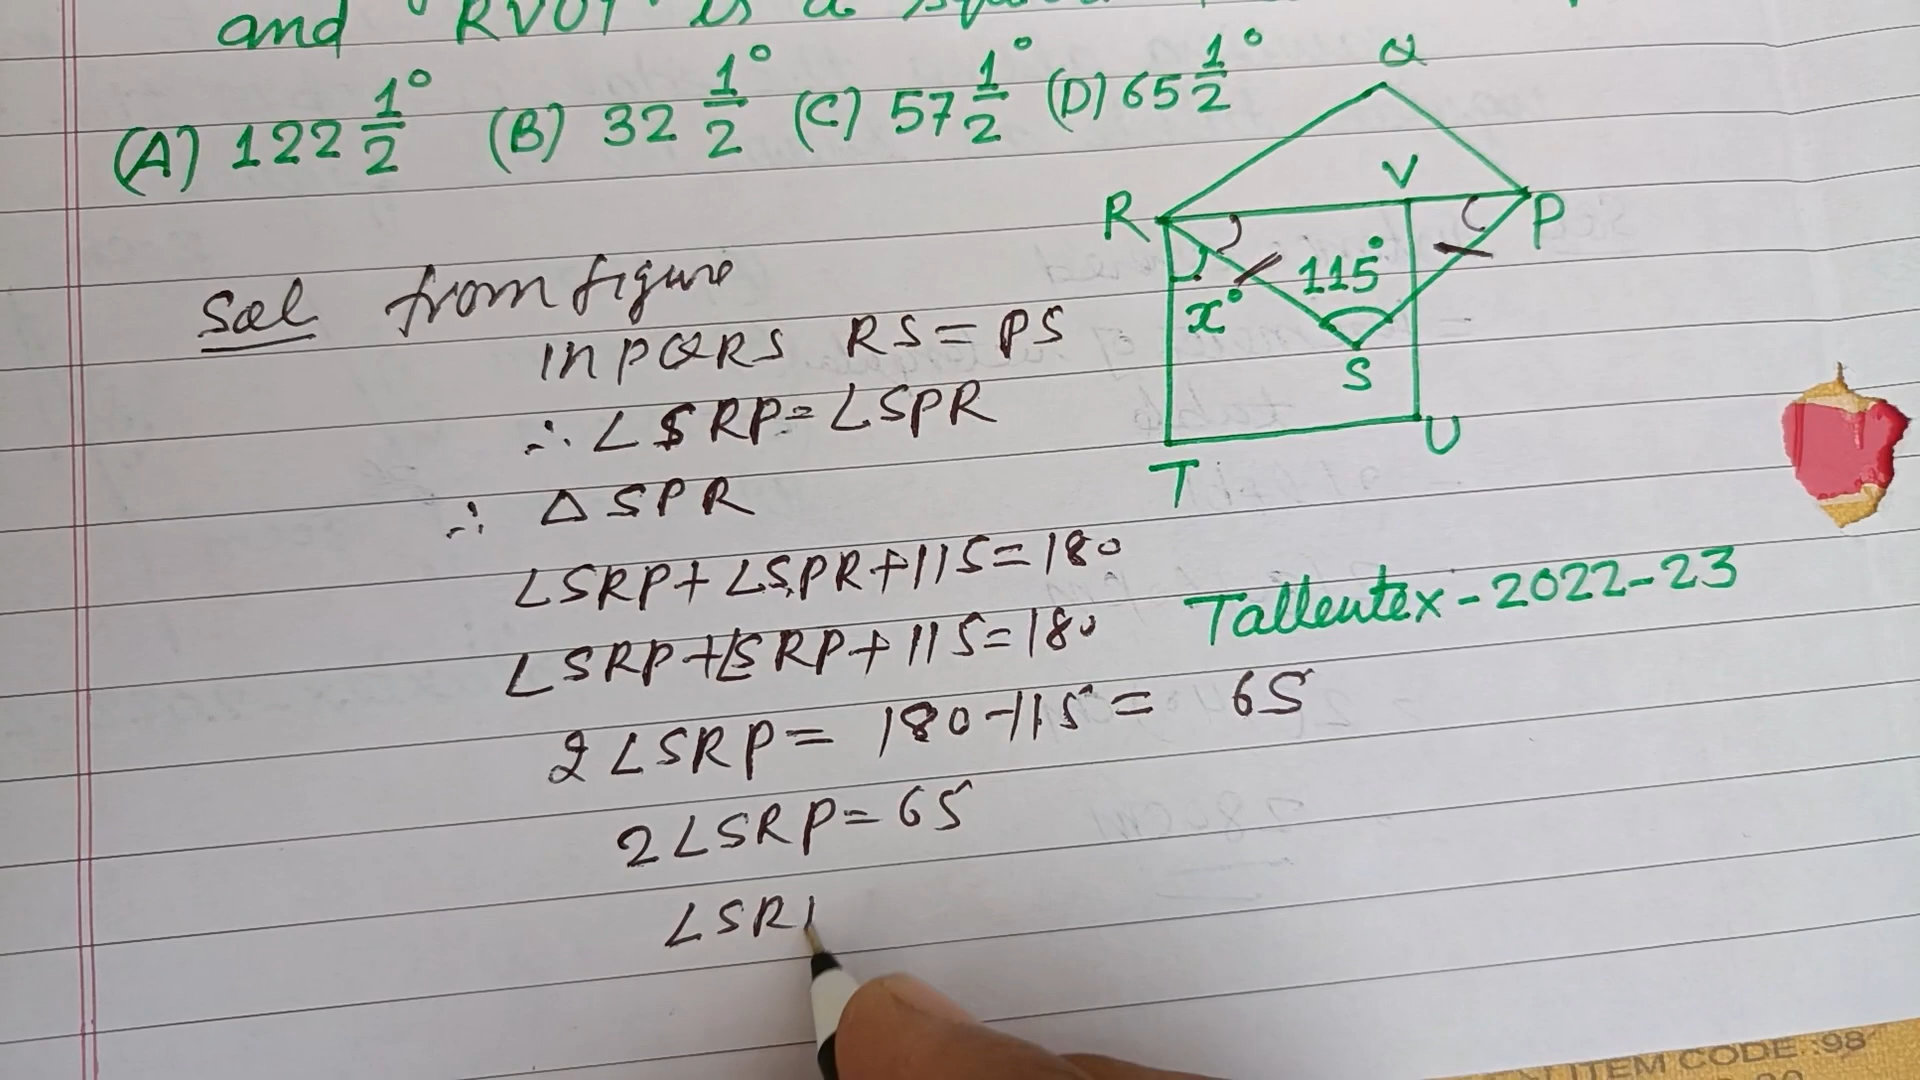 and "RVUT" is a
(A) 122 1/2° (B) 32 1/2° (C) 57 1/2° (D) 65 1/2°
Q
R
V
P
115°
x°
S
T
U
Sol from figure
In PQRS RS = PS
∴ ∠SRP = ∠SPR
∴ △SPR
∠SRP + ∠SPR + 115 = 180
∠SRP + ∠SRP + 115 = 180
2∠SRP = 180 - 115 = 65
2∠SRP = 65
∠SR
Tallentex - 2022-23
ITEM CODE :98